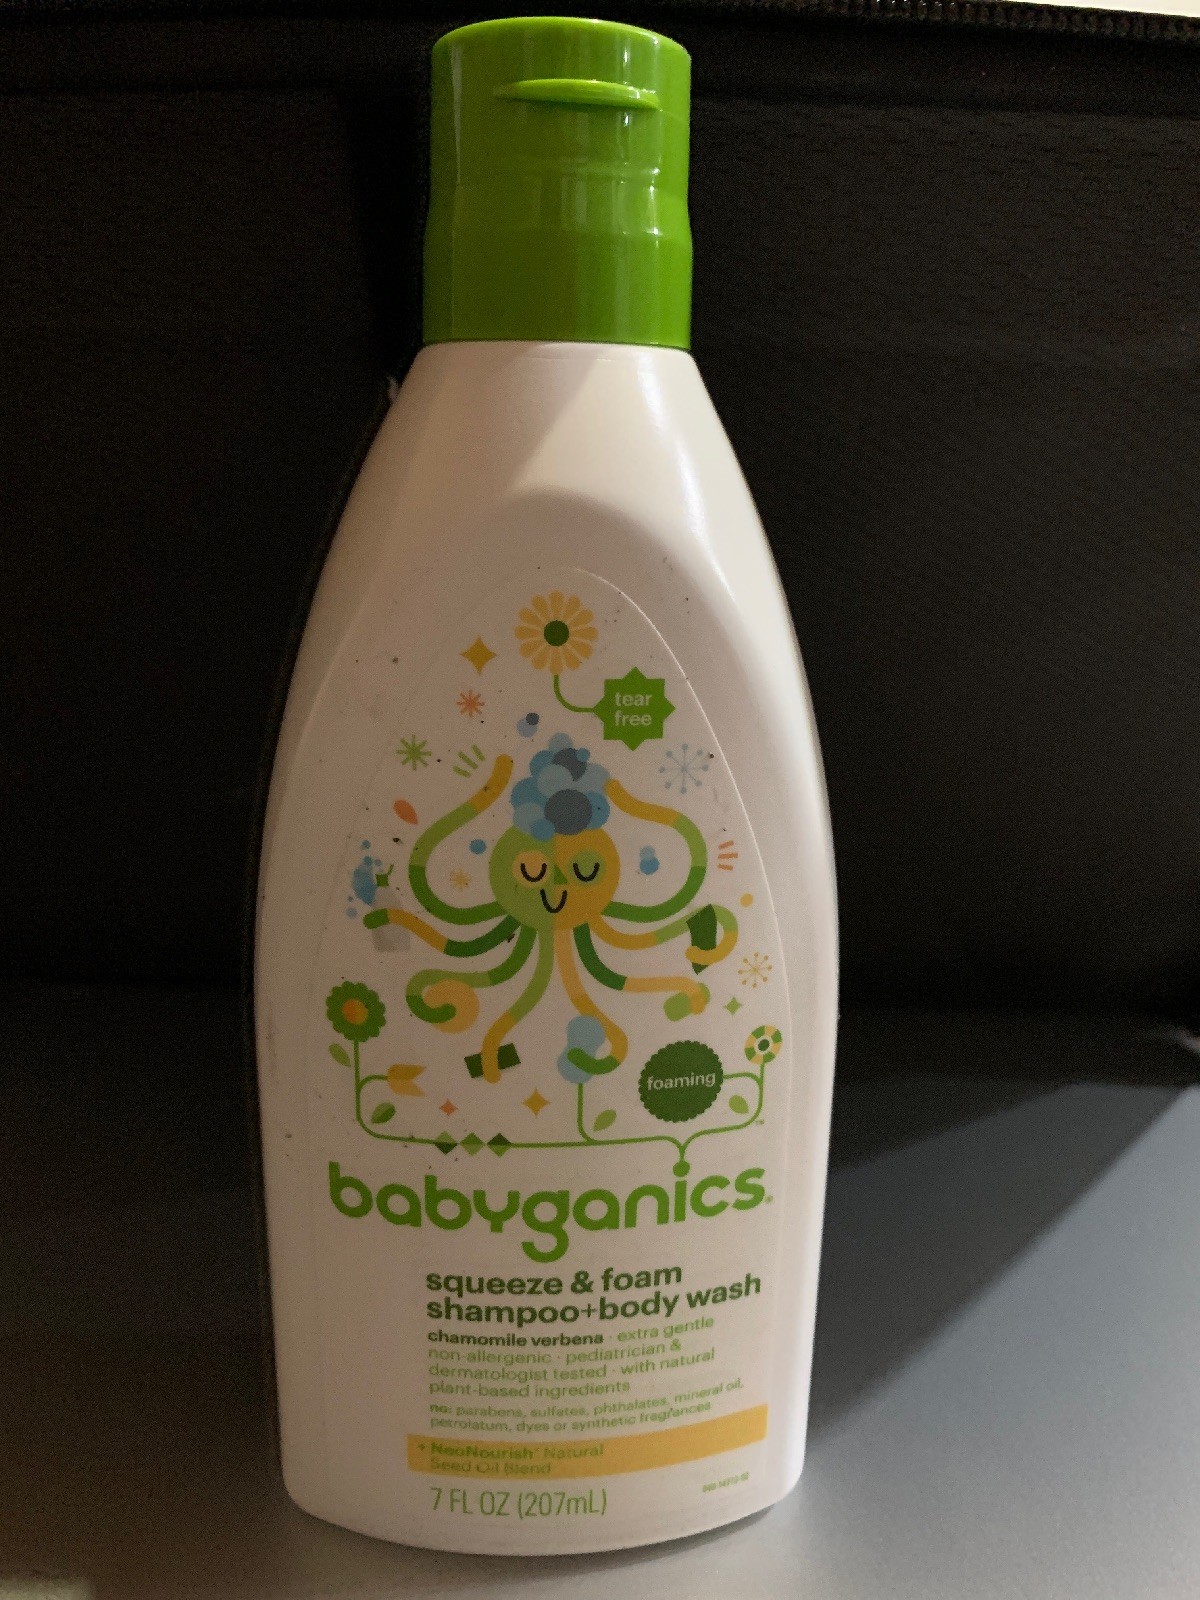 tear
free
foaming
babyganics
squeeze & foam
shampoo+body wash
chamomile verbena · extra gentle
non-allergenic · pediatrician &
dermatologist tested · with natural
plant-based ingredients
no: parabens, sulfates, phthalates, mineral oil,
petrolatum, dyes or synthetic fragrances
+ NeoNourish® Natural
Seed Oil Blend
7 FL OZ (207mL)